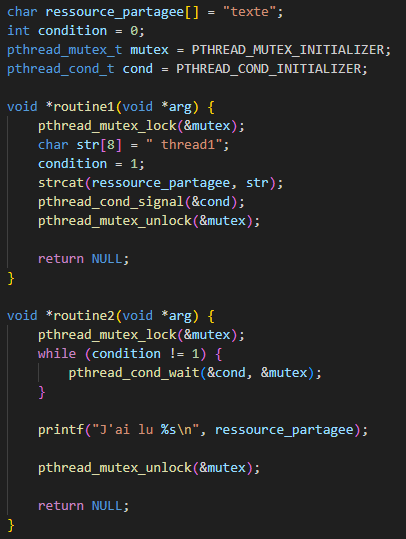 char ressource_partagee[] = "texte";
int condition = 0;
pthread_mutex_t mutex = PTHREAD_MUTEX_INITIALIZER;
pthread_cond_t cond = PTHREAD_COND_INITIALIZER;

void *routine1(void *arg) {
    pthread_mutex_lock(&mutex);
    char str[8] = " thread1";
    condition = 1;
    strcat(ressource_partagee, str);
    pthread_cond_signal(&cond);
    pthread_mutex_unlock(&mutex);

    return NULL;
}

void *routine2(void *arg) {
    pthread_mutex_lock(&mutex);
    while (condition != 1) {
        pthread_cond_wait(&cond, &mutex);
    }

    printf("J'ai lu %s\n", ressource_partagee);

    pthread_mutex_unlock(&mutex);

    return NULL;
}